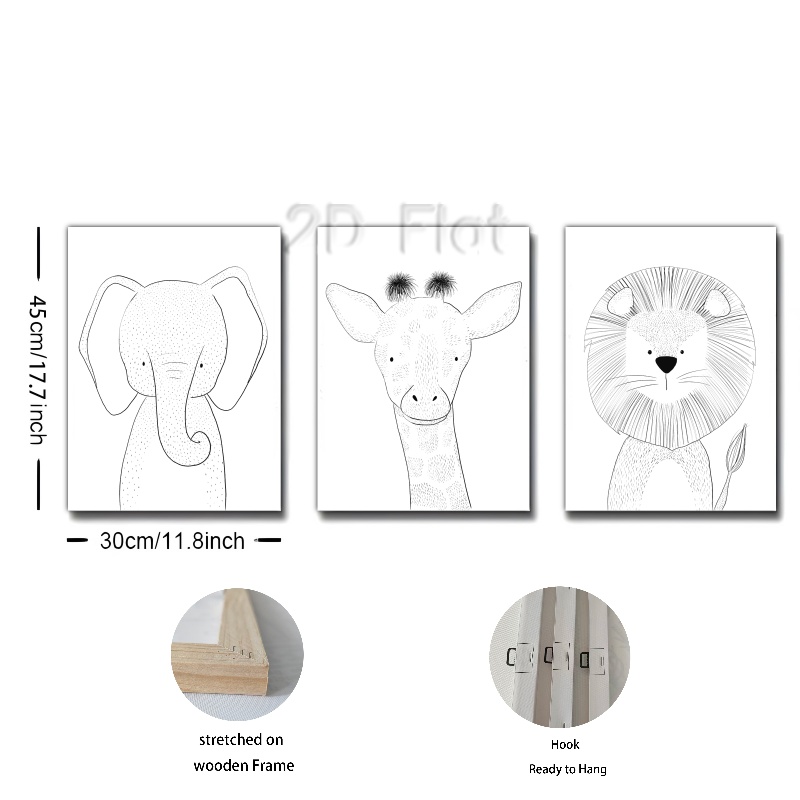 2D Flat
45cm/17.7inch
30cm/11.8inch
stretched on
wooden Frame
Hook
Ready to Hang